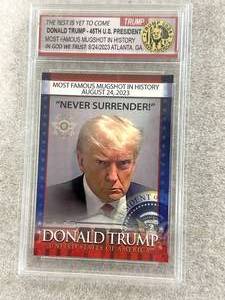 THE BEST IS YET TO COME
TRUMP
DONALD TRUMP - 45TH U.S. PRESIDENT
MOST FAMOUS MUGSHOT IN HISTORY
IN GOD WE TRUST 8/24/2023 ATLANTA, GA
MOST FAMOUS MUGSHOT IN HISTORY
AUGUST 24, 2023
"NEVER SURRENDER!"
DONALD TRUMP
UNITED STATES OF AMERICA